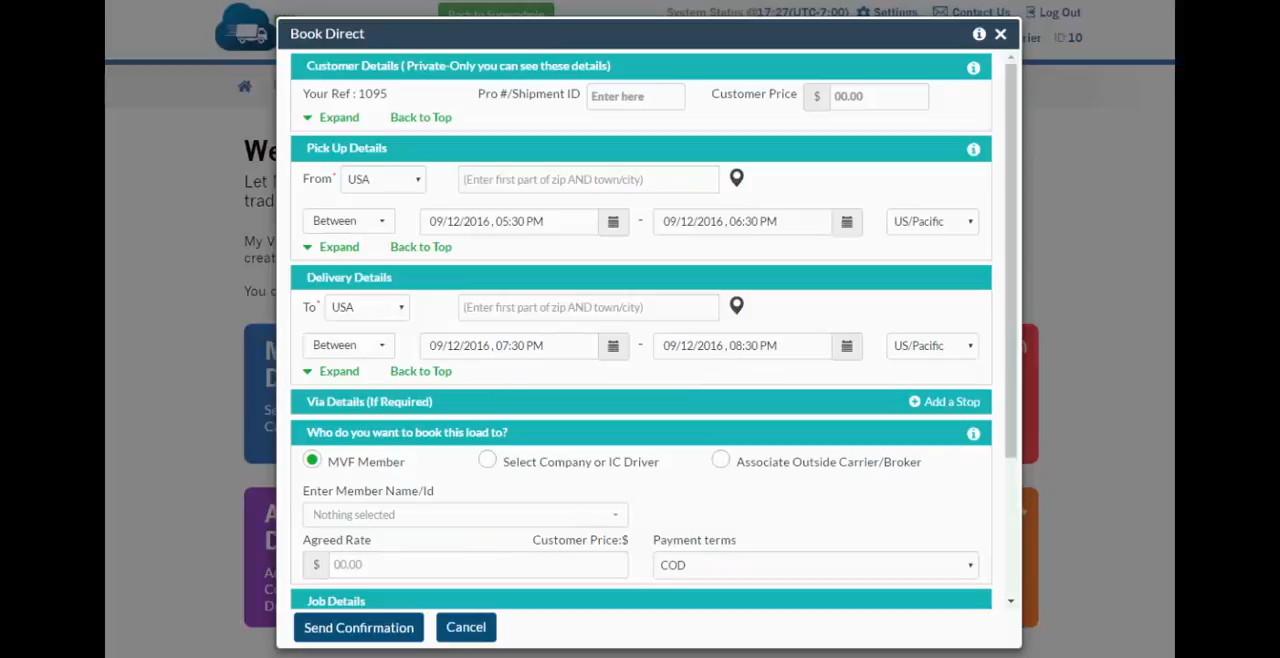 Back to Superadmin
System Status @17-27(UTC-7:00) Settings Contact Us Log Out
rier ID 10
Book Direct
Customer Details ( Private-Only you can see these details)
Your Ref : 1095 Pro #/Shipment ID Enter here Customer Price $ 00.00
Expand Back to Top
We
Pick Up Details
Let
From* USA (Enter first part of zip AND town/city)
trad
Between 09/12/2016 , 05:30 PM - 09/12/2016 , 06:30 PM US/Pacific
My V
Expand Back to Top
creat
Delivery Details
You c
To* USA (Enter first part of zip AND town/city)
Between 09/12/2016 , 07:30 PM - 09/12/2016 , 08:30 PM US/Pacific
Expand Back to Top
Via Details (If Required) Add a Stop
Who do you want to book this load to?
MVF Member Select Company or IC Driver Associate Outside Carrier/Broker
Enter Member Name/Id
Nothing selected
Agreed Rate Customer Price:$ Payment terms
$ 00.00 COD
Job Details
Send Confirmation Cancel